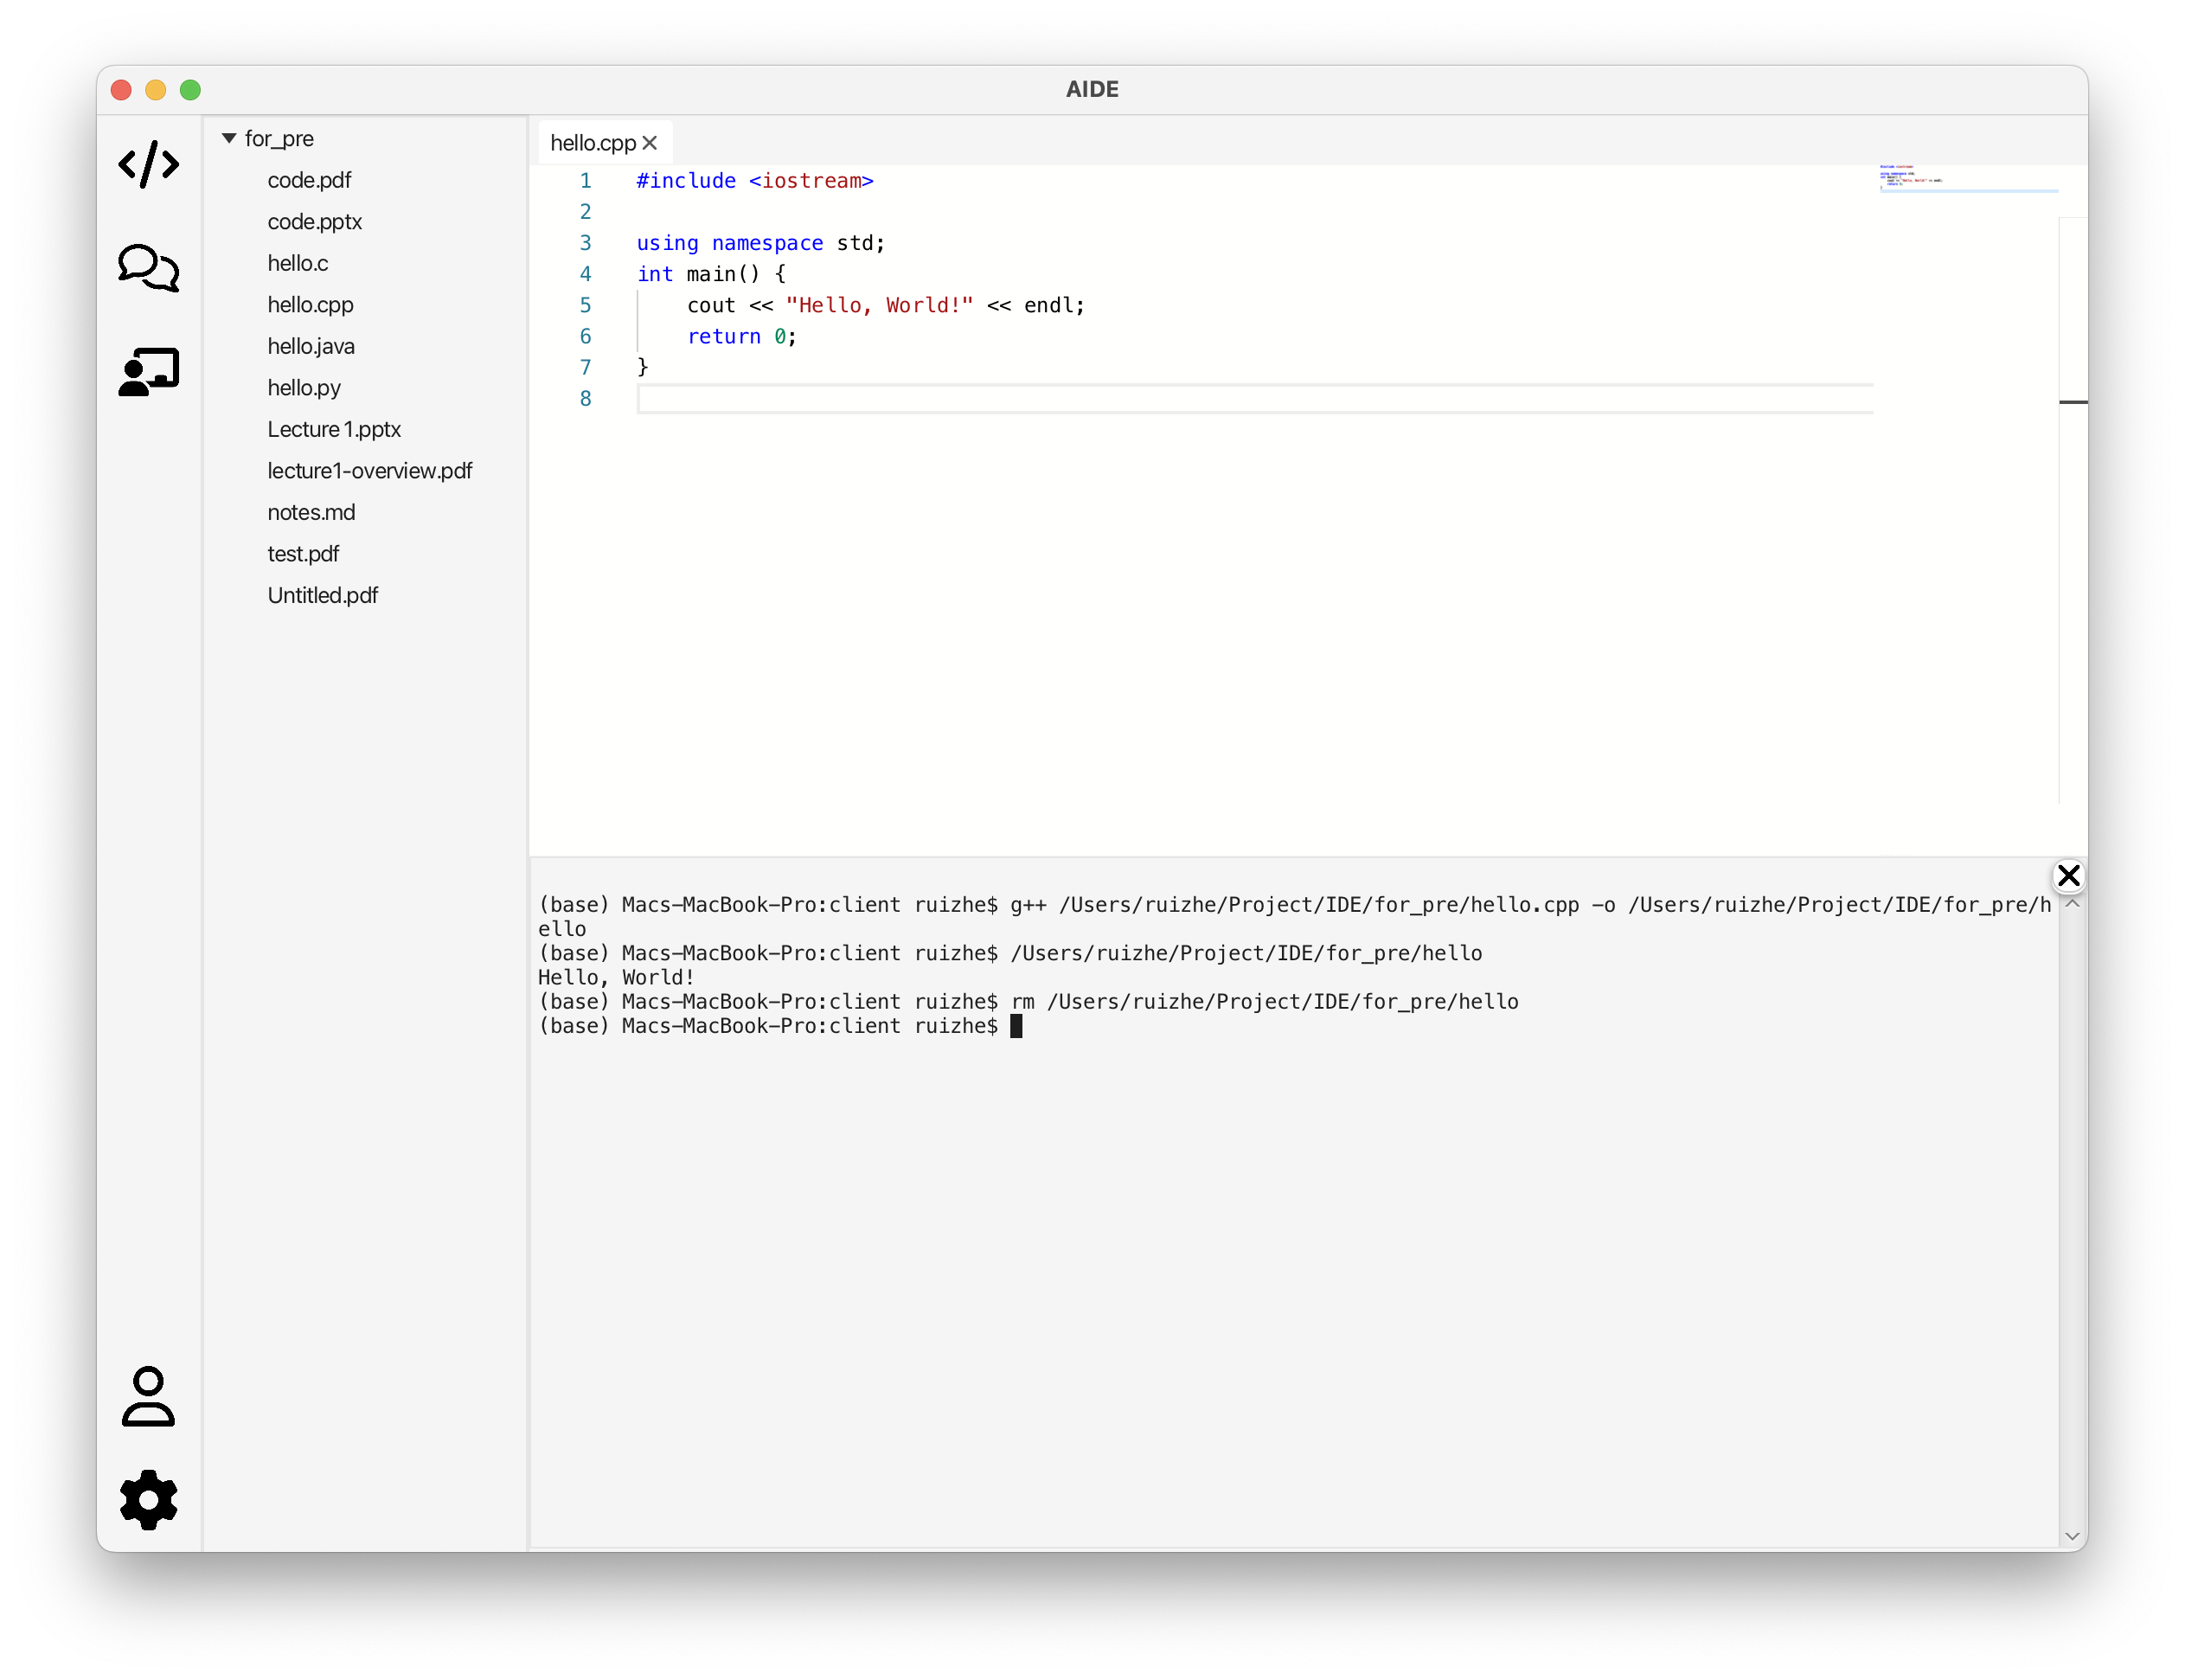 AIDE
for_pre
code.pdf
code.pptx
hello.c
hello.cpp
hello.java
hello.py
Lecture 1.pptx
lecture1-overview.pdf
notes.md
test.pdf
Untitled.pdf
hello.cpp
1 #include <iostream>
2
3 using namespace std;
4 int main() {
5 cout << "Hello, World!" << endl;
6 return 0;
7 }
8
(base) Macs-MacBook-Pro:client ruizhe$ g++ /Users/ruizhe/Project/IDE/for_pre/hello.cpp -o /Users/ruizhe/Project/IDE/for_pre/h
ello
(base) Macs-MacBook-Pro:client ruizhe$ /Users/ruizhe/Project/IDE/for_pre/hello
Hello, World!
(base) Macs-MacBook-Pro:client ruizhe$ rm /Users/ruizhe/Project/IDE/for_pre/hello
(base) Macs-MacBook-Pro:client ruizhe$